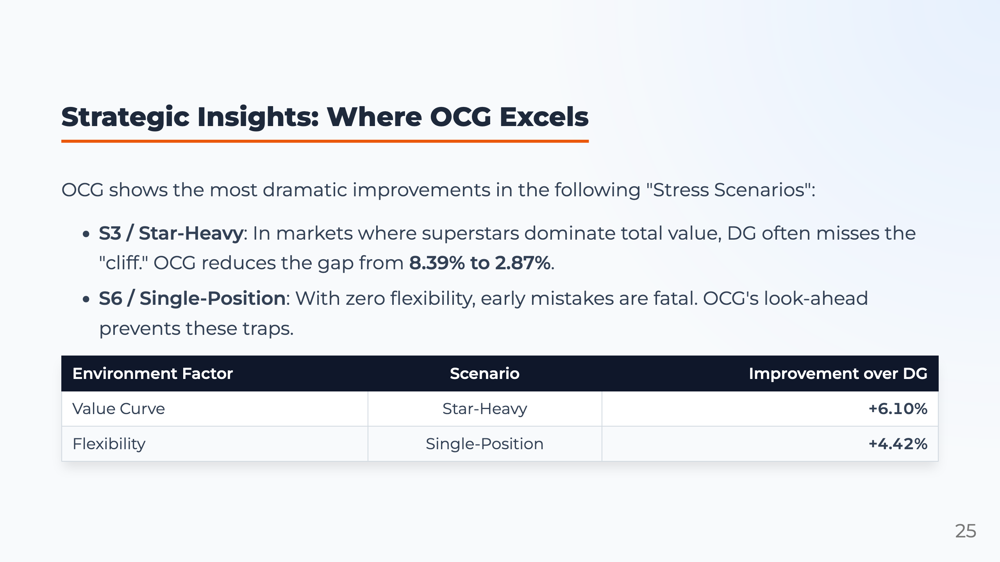 Strategic Insights: Where OCG Excels
OCG shows the most dramatic improvements in the following "Stress Scenarios":
• S3 / Star-Heavy: In markets where superstars dominate total value, DG often misses the
"cliff." OCG reduces the gap from 8.39% to 2.87%.
• S6 / Single-Position: With zero flexibility, early mistakes are fatal. OCG's look-ahead
prevents these traps.
Environment Factor Scenario Improvement over DG
Value Curve Star-Heavy +6.10%
Flexibility Single-Position +4.42%
25